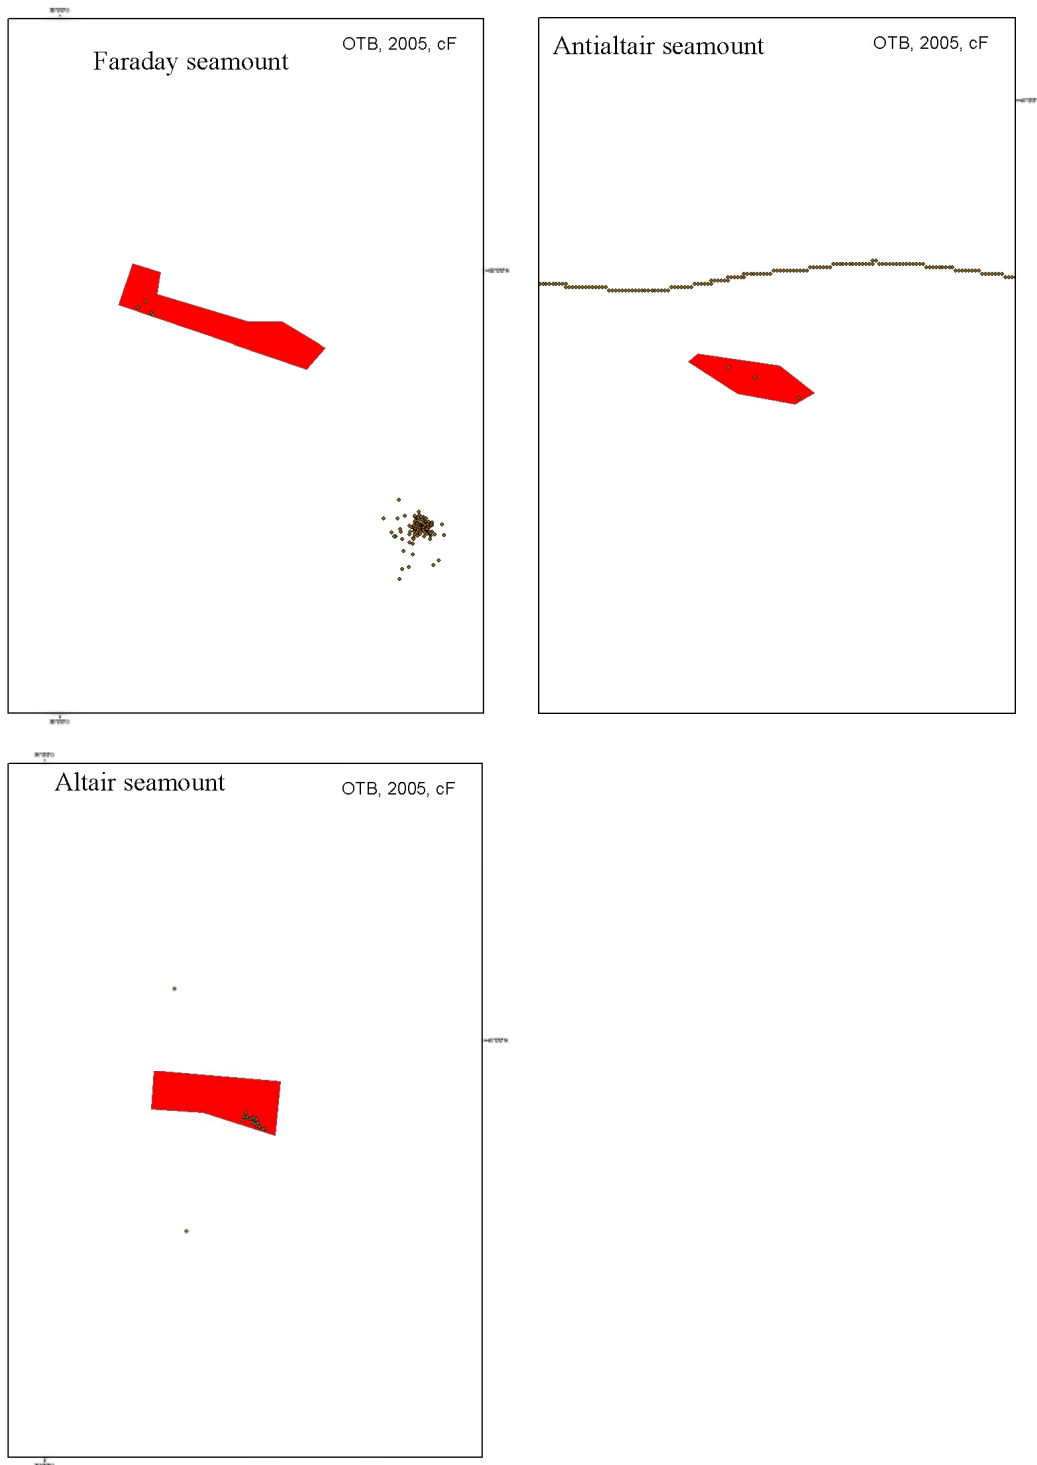 Faraday seamount
OTB, 2005, cF
Antialtair seamount
OTB, 2005, cF
Altair seamount
OTB, 2005, cF